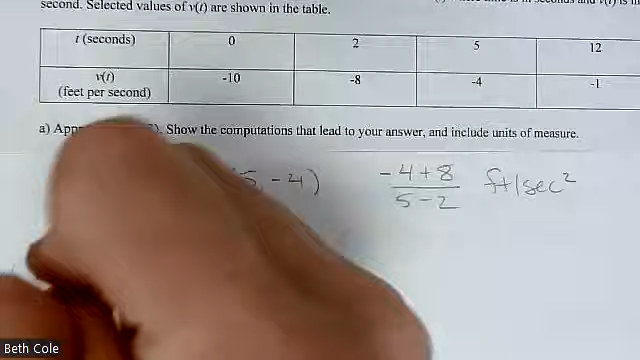 second. Selected values of v(t) are shown in the table.
t (seconds) 0 2 5 12
v(t) -10 -8 -4 -1
(feet per second)
a) App ). Show the computations that lead to your answer, and include units of measure.
5, -4) -4+8 ft/sec²
5-2
Beth Cole